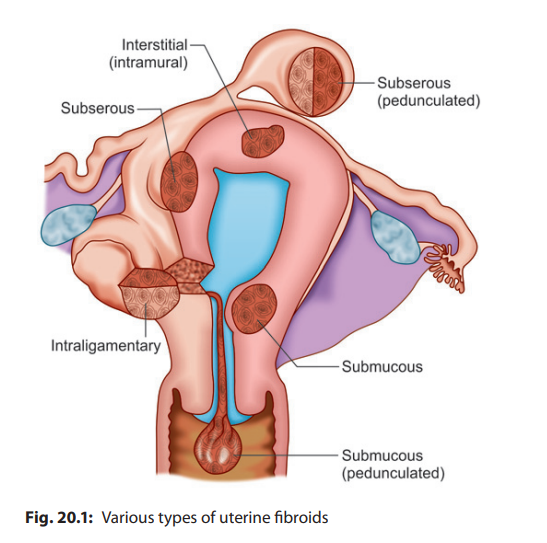 Interstitial
(intramural)
Subserous
(pedunculated)
Subserous
Intraligamentary
Submucous
Submucous
(pedunculated)
Fig. 20.1: Various types of uterine fibroids